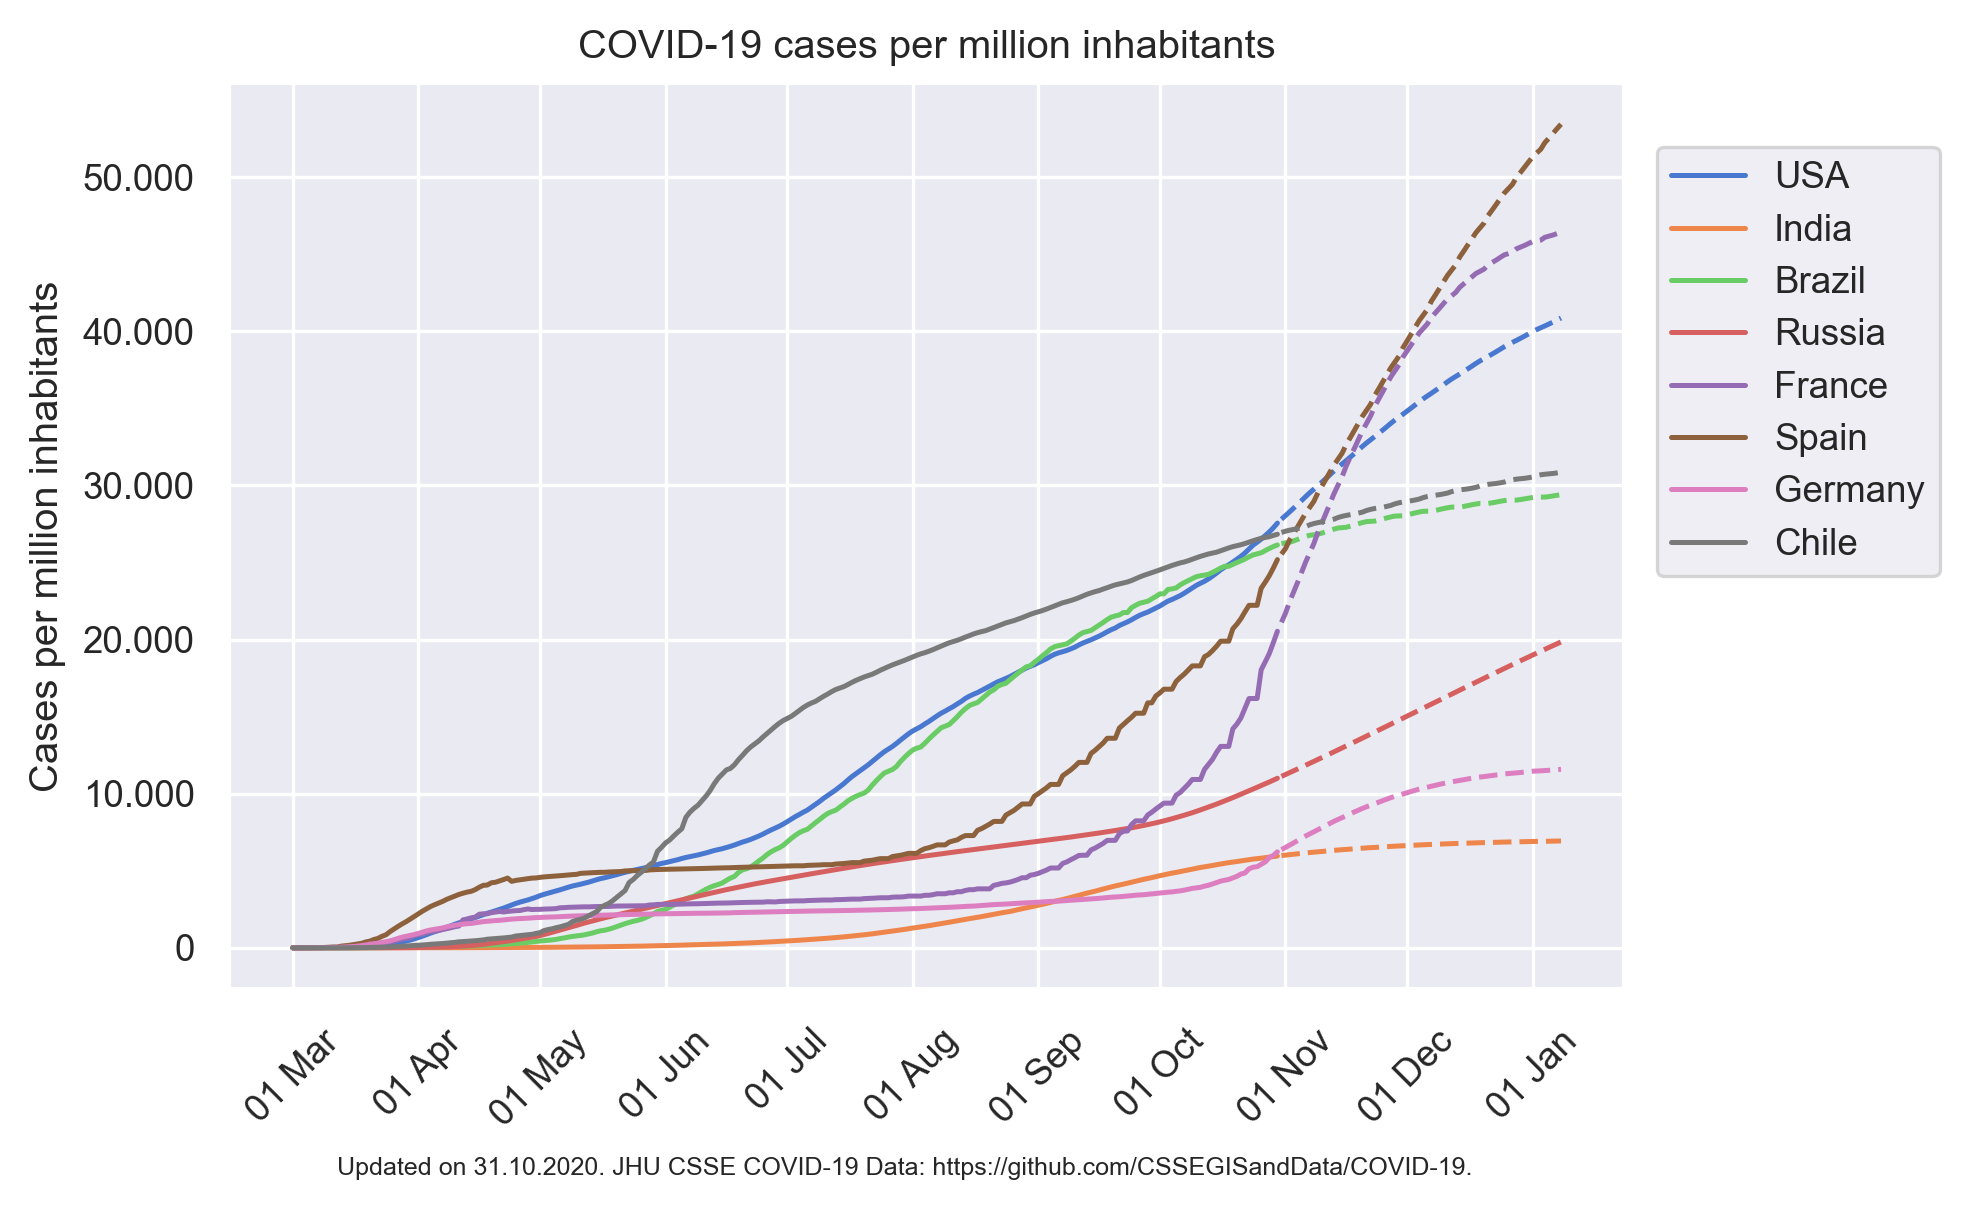 COVID-19 cases per million inhabitants
Cases per million inhabitants
50.000
40.000
30.000
20.000
10.000
0
01 Mar
01 Apr
01 May
01 Jun
01 Jul
01 Aug
01 Sep
01 Oct
01 Nov
01 Dec
01 Jan
USA
India
Brazil
Russia
France
Spain
Germany
Chile
Updated on 31.10.2020. JHU CSSE COVID-19 Data: https://github.com/CSSEGISandData/COVID-19.